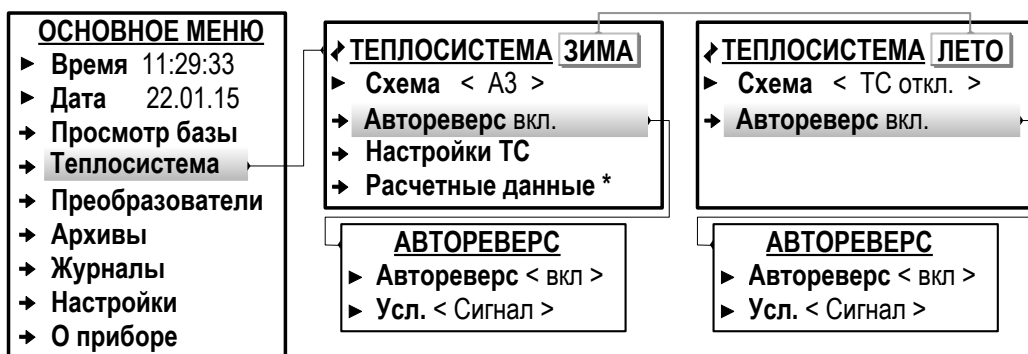 ОСНОВНОЕ МЕНЮ
Время 11:29:33
Дата 22.01.15
Просмотр базы
Теплосистема
Преобразователи
Архивы
Журналы
Настройки
О приборе
ТЕПЛОСИСТЕМА ЗИМА
Схема < А3 >
Автореверс вкл.
Настройки ТС
Расчетные данные *
АВТОРЕВЕРС
Автореверс < вкл >
Усл. < Сигнал >
ТЕПЛОСИСТЕМА ЛЕТО
Схема < ТС откл. >
Автореверс вкл.
АВТОРЕВЕРС
Автореверс < вкл >
Усл. < Сигнал >